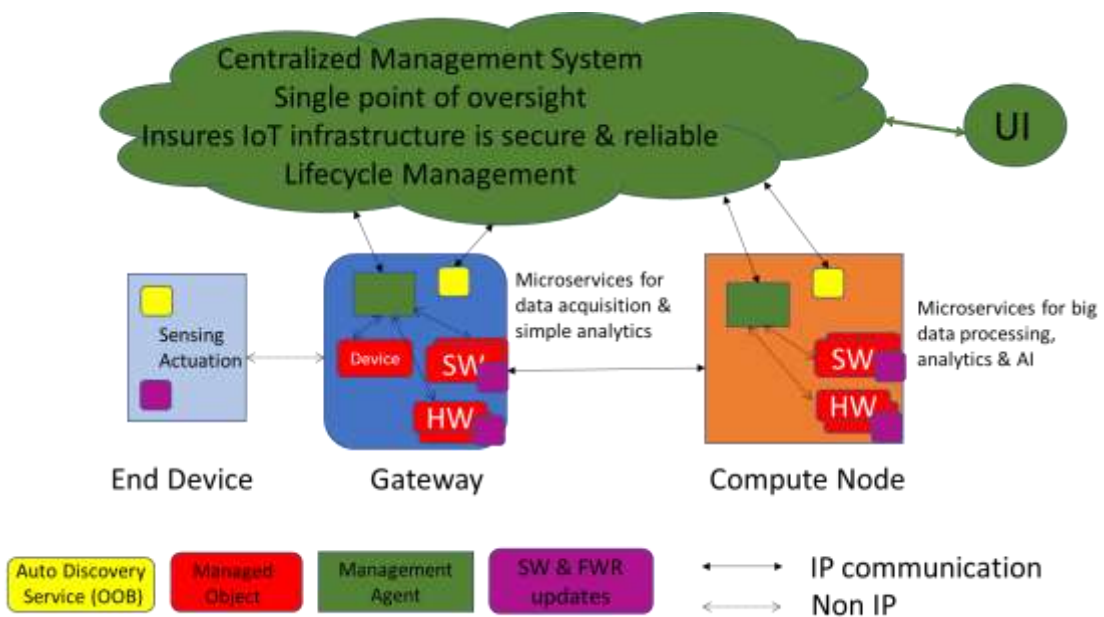 Centralized Management System
Single point of oversight
Insures IoT infrastructure is secure & reliable
Lifecycle Management
UI
Sensing
Actuation
Device
SW
HW
Microservices for
data acquisition &
simple analytics
SW
HW
Microservices for big
data processing,
analytics & AI
End Device
Gateway
Compute Node
Auto Discovery
Service (OOB)
Managed
Object
Management
Agent
SW & FWR
updates
IP communication
Non IP